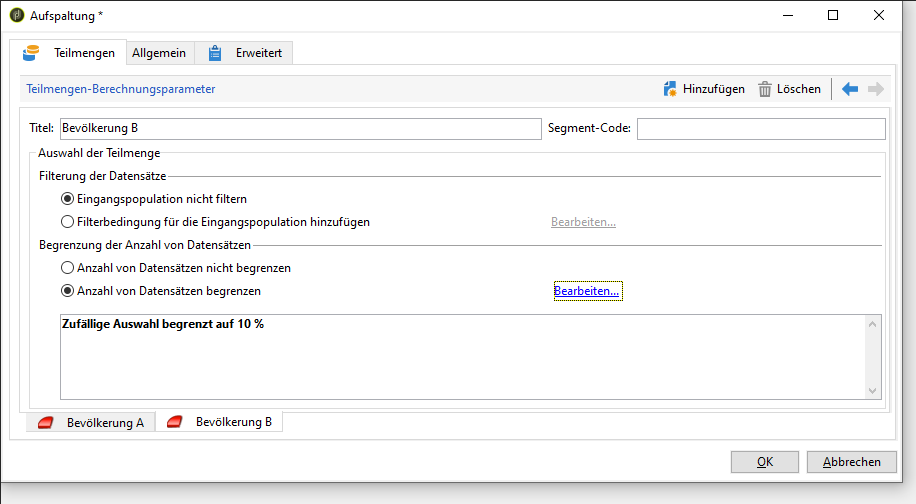 Aufspaltung *
Teilmengen Allgemein Erweitert
Teilmengen-Berechnungsparameter Hinzufügen Löschen
Titel: Bevölkerung B Segment-Code:
Auswahl der Teilmenge
Filterung der Datensätze
Eingangspopulation nicht filtern
Filterbedingung für die Eingangspopulation hinzufügen Bearbeiten...
Begrenzung der Anzahl von Datensätzen
Anzahl von Datensätzen nicht begrenzen
Anzahl von Datensätzen begrenzen Bearbeiten...
Zufällige Auswahl begrenzt auf 10 %
Bevölkerung A Bevölkerung B
OK Abbrechen